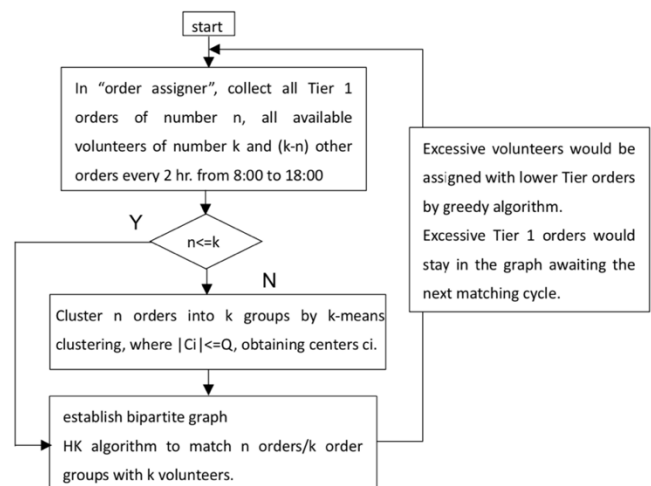 start
In “order assigner”, collect all Tier 1
orders of number n, all available
volunteers of number k and (k-n) other
orders every 2 hr. from 8:00 to 18:00
Y
n<=k
N
Cluster n orders into k groups by k-means
clustering, where |Ci|<=Q, obtaining centers ci.
establish bipartite graph
HK algorithm to match n orders/k order
groups with k volunteers.
Excessive volunteers would be
assigned with lower Tier orders
by greedy algorithm.
Excessive Tier 1 orders would
stay in the graph awaiting the
next matching cycle.